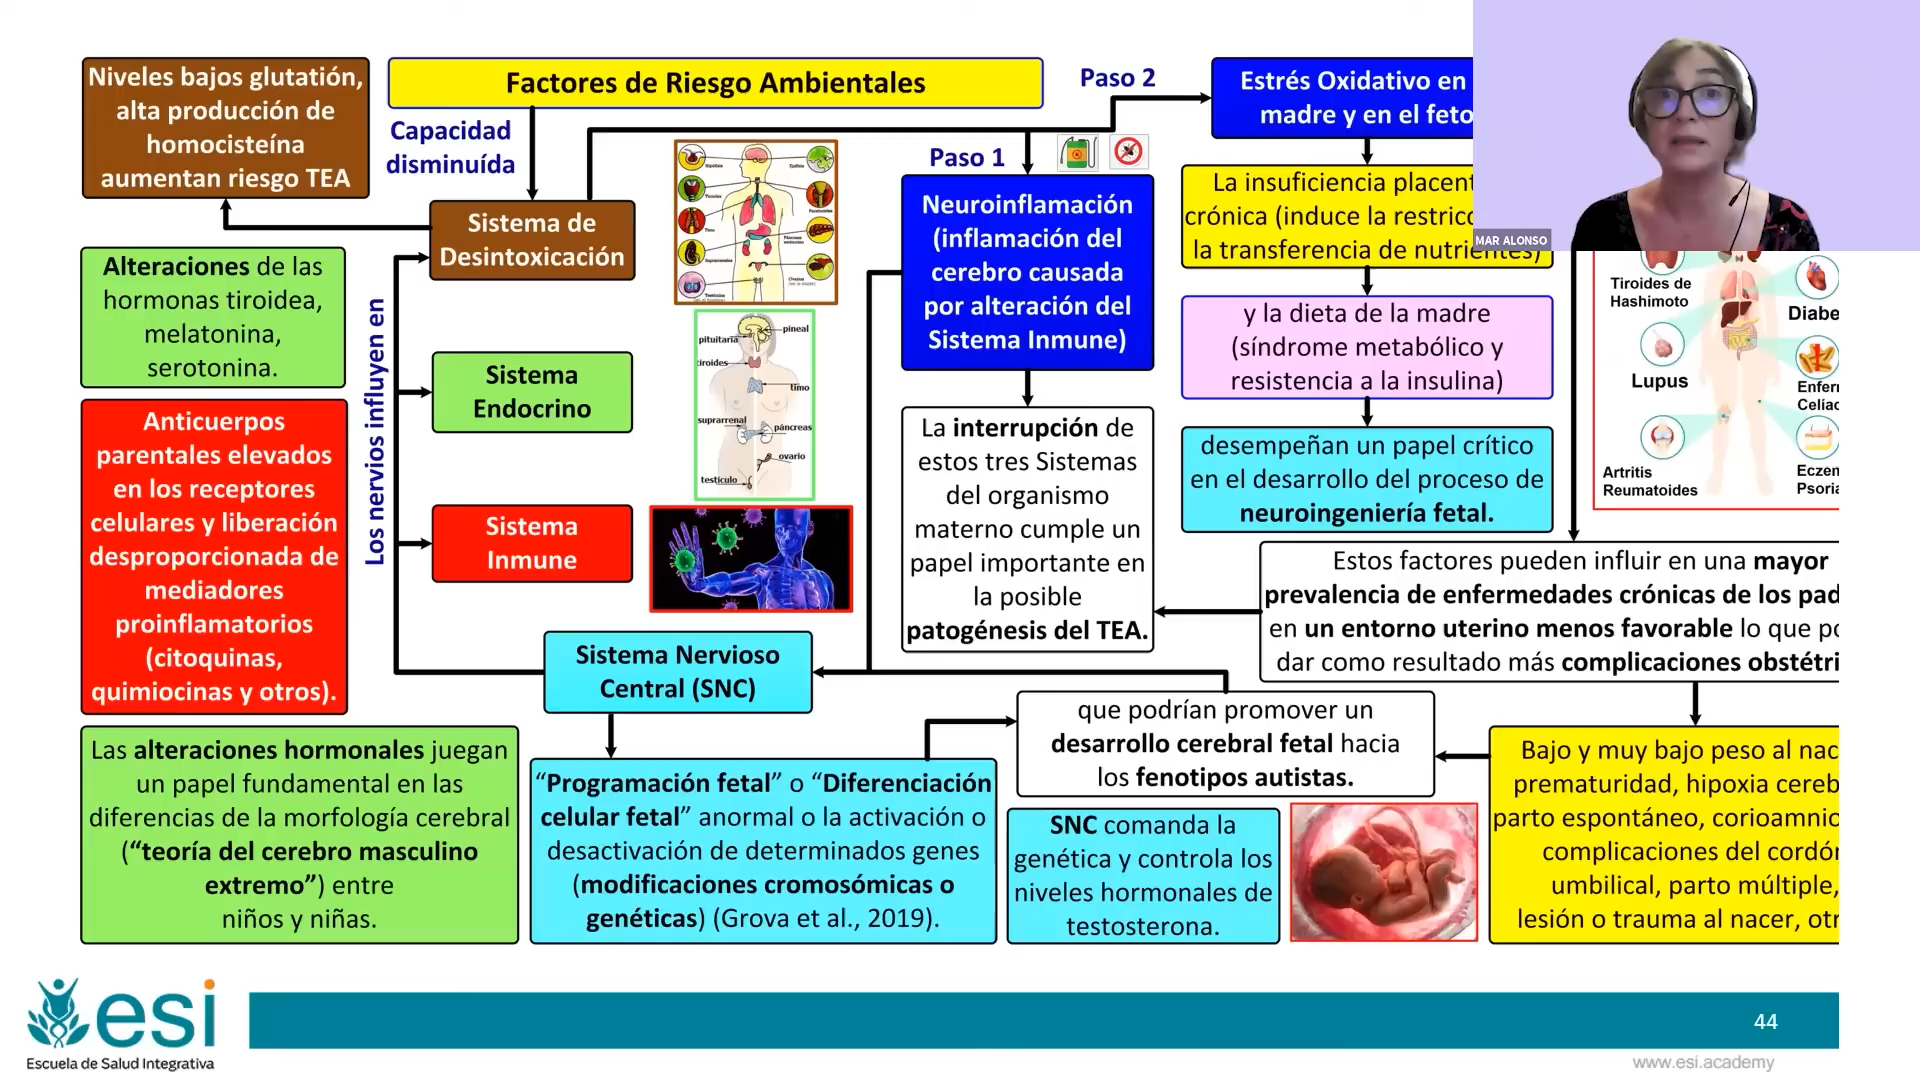 Niveles bajos glutatión,
alta producción de
homocisteína
aumentan riesgo TEA
Factores de Riesgo Ambientales
Capacidad
disminuída
Paso 2
Paso 1
Estrés Oxidativo en
madre y en el feto
MAR ALONSO
Sistema de
Desintoxicación
Alteraciones de las
hormonas tiroidea,
melatonina,
serotonina.
Los nervios influyen en
Sistema
Endocrino
Anticuerpos
parentales elevados
en los receptores
celulares y liberación
desproporcionada de
mediadores
proinflamatorios
(citoquinas,
quimiocinas y otros).
Sistema
Inmune
pineal
pituitaria
tiroides
timo
suprarrenal
páncreas
ovario
testículo
Neuroinflamación
(inflamación del
cerebro causada
por alteración del
Sistema Inmune)
La interrupción de
estos tres Sistemas
del organismo
materno cumple un
papel importante en
la posible
patogénesis del TEA.
La insuficiencia placent
crónica (induce la restricc
la transferencia de nutrientes)
y la dieta de la madre
(síndrome metabólico y
resistencia a la insulina)
desempeñan un papel crítico
en el desarrollo del proceso de
neuroingeniería fetal.
Tiroides de
Hashimoto
Diabe
Lupus
Enfer
Celíac
Artritis
Reumatoides
Eczen
Psoria
Estos factores pueden influir en una mayor
prevalencia de enfermedades crónicas de los pad
en un entorno uterino menos favorable lo que po
dar como resultado más complicaciones obstétri
Sistema Nervioso
Central (SNC)
que podrían promover un
desarrollo cerebral fetal hacia
los fenotipos autistas.
Bajo y muy bajo peso al nac
prematuridad, hipoxia cereb
parto espontáneo, corioamnio
complicaciones del cordón
umbilical, parto múltiple,
lesión o trauma al nacer, otr
Las alteraciones hormonales juegan
un papel fundamental en las
diferencias de la morfología cerebral
(“teoría del cerebro masculino
extremo”) entre
niños y niñas.
“Programación fetal” o “Diferenciación
celular fetal” anormal o la activación o
desactivación de determinados genes
(modificaciones cromosómicas o
genéticas) (Grova et al., 2019).
SNC comanda la
genética y controla los
niveles hormonales de
testosterona.
esi
Escuela de Salud Integrativa
44
www.esi.academy